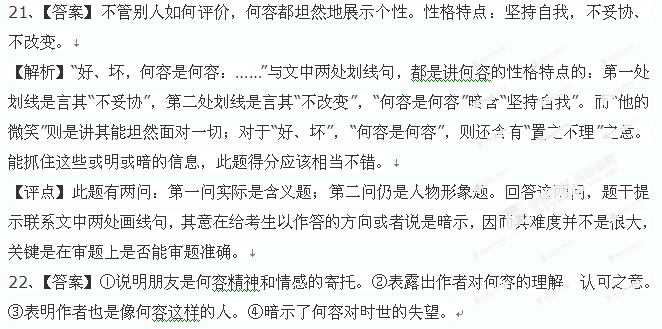 21、【答案】不管别人如何评价，何容都坦然地展示个性。性格特点：坚持自我，不妥协、
不改变。
【解析】“好、坏，何容是何容：……”与文中两处划线句，都是讲何容的性格特点的：第一处
划线是言其“不妥协”，第二处划线是言其“不改变”，“何容是何容”暗含“坚持自我”。而“他的
微笑”则是讲其能坦然面对一切；对于“好、坏”，“何容是何容”，则还含有“置之不理”之意。
能抓住这些或明或暗的信息，此题得分应该相当不错。
【评点】此题有两问：第一问实际是含义题；第二问仍是人物形象题。回答这两问，题干提
示联系文中两处画线句，其意在给考生以作答的方向或者说是暗示，因而其难度并不是很大，
关键是在审题上是否能审题准确。
22、【答案】①说明朋友是何容精神和情感的寄托。②表露出作者对何容的理解、认可之意。
③表明作者也是像何容这样的人。④暗示了何容对时世的失望。